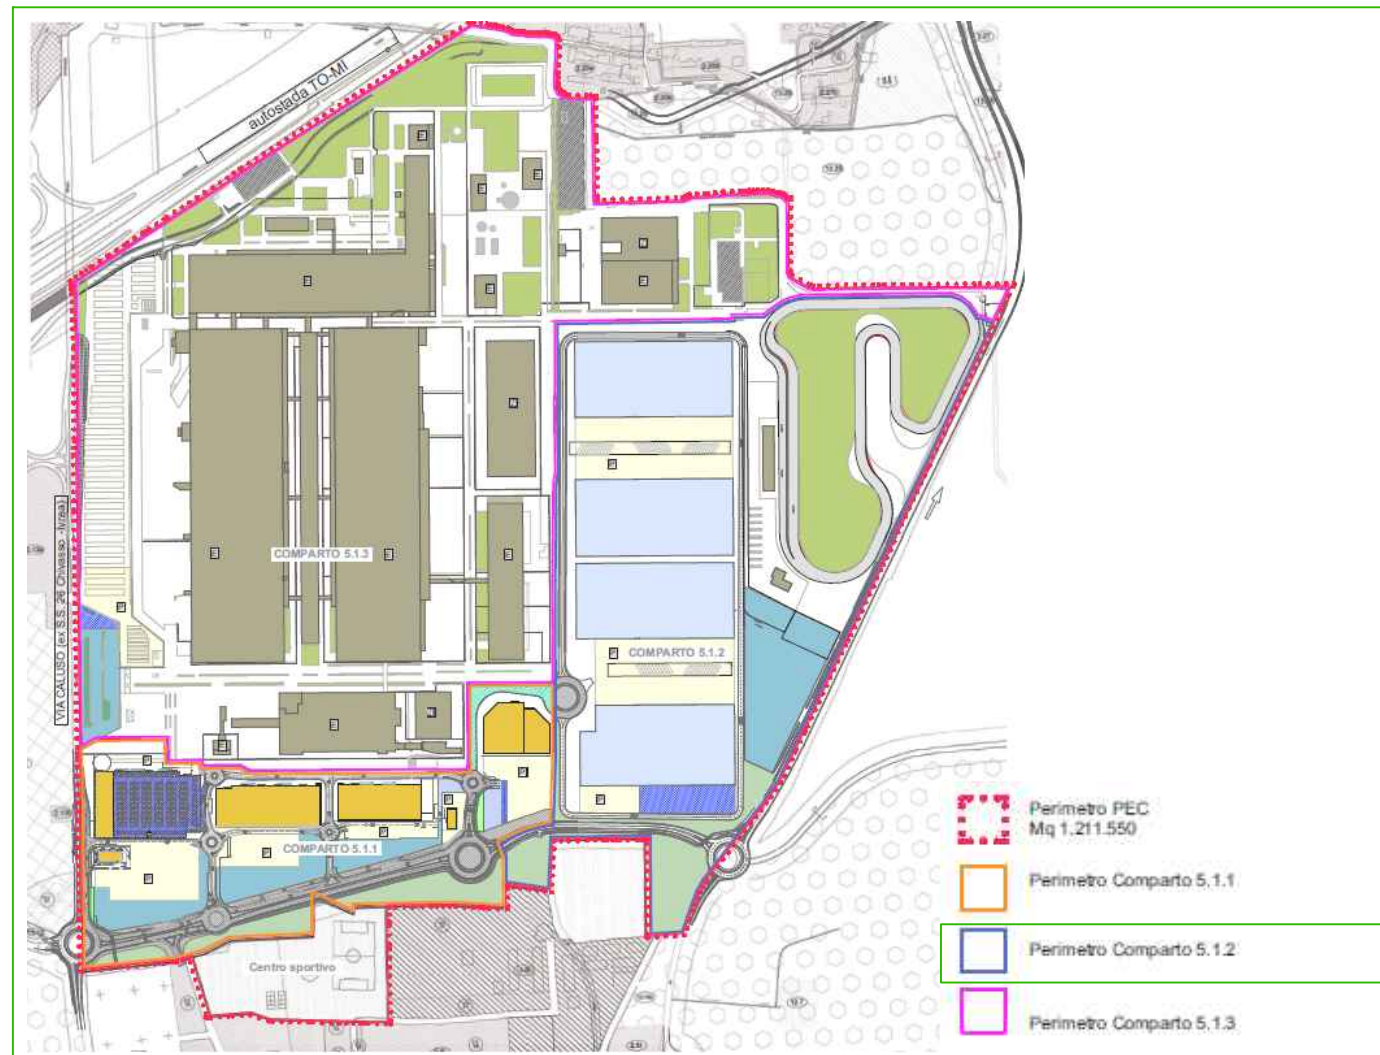 autostada TO-MI
VIA CALUSO (ex S.S. 26 Chivasso -Ivrea)
COMPARTO 5.1.3
COMPARTO 5.1.2
COMPARTO 5.1.1
Centro sportivo
Perimetro PEC
Mq 1.211.550
Perimetro Comparto 5.1.1
Perimetro Comparto 5.1.2
Perimetro Comparto 5.1.3